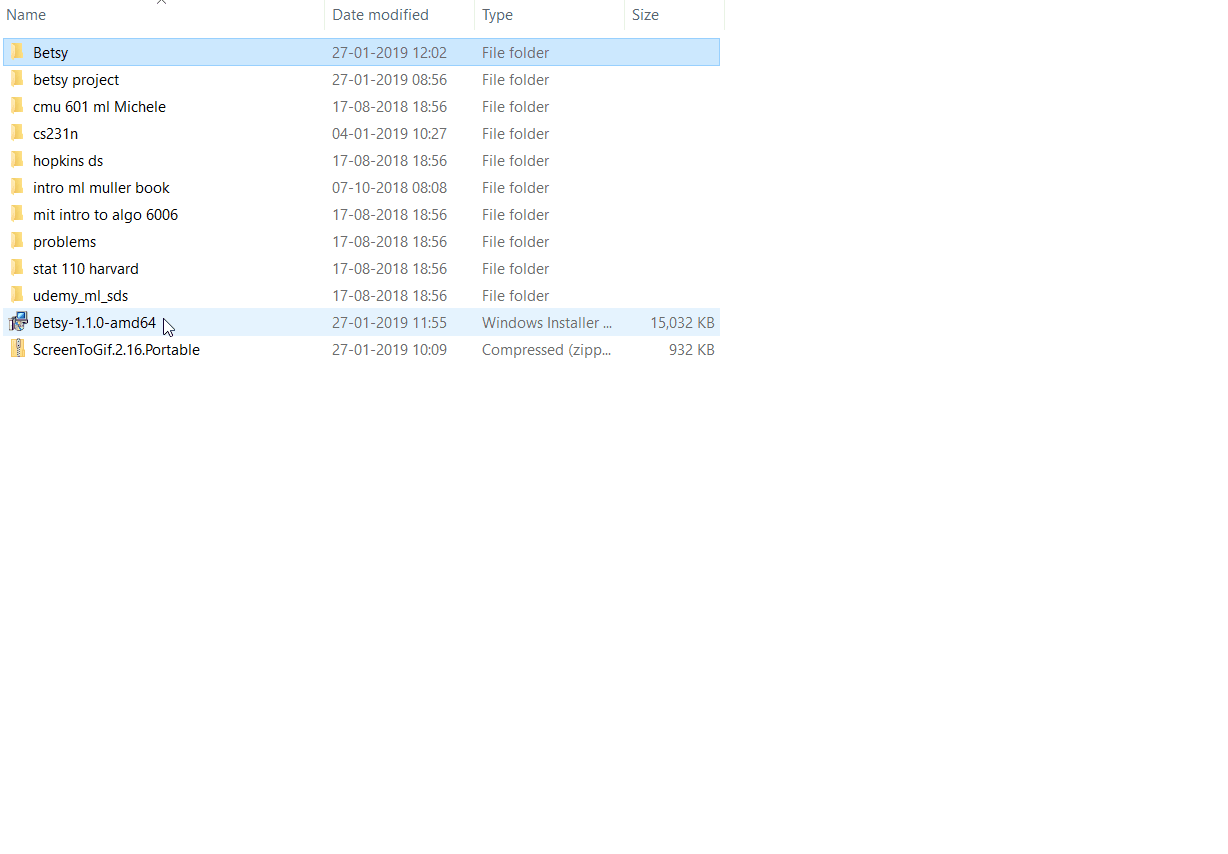 Name Date modified Type Size
Betsy 27-01-2019 12:02 File folder
betsy project 27-01-2019 08:56 File folder
cmu 601 ml Michele 17-08-2018 18:56 File folder
cs231n 04-01-2019 10:27 File folder
hopkins ds 17-08-2018 18:56 File folder
intro ml muller book 07-10-2018 08:08 File folder
mit intro to algo 6006 17-08-2018 18:56 File folder
problems 17-08-2018 18:56 File folder
stat 110 harvard 17-08-2018 18:56 File folder
udemy_ml_sds 17-08-2018 18:56 File folder
Betsy-1.1.0-amd64 27-01-2019 11:55 Windows Installer ... 15,032 KB
ScreenToGif.2.16.Portable 27-01-2019 10:09 Compressed (zipp... 932 KB